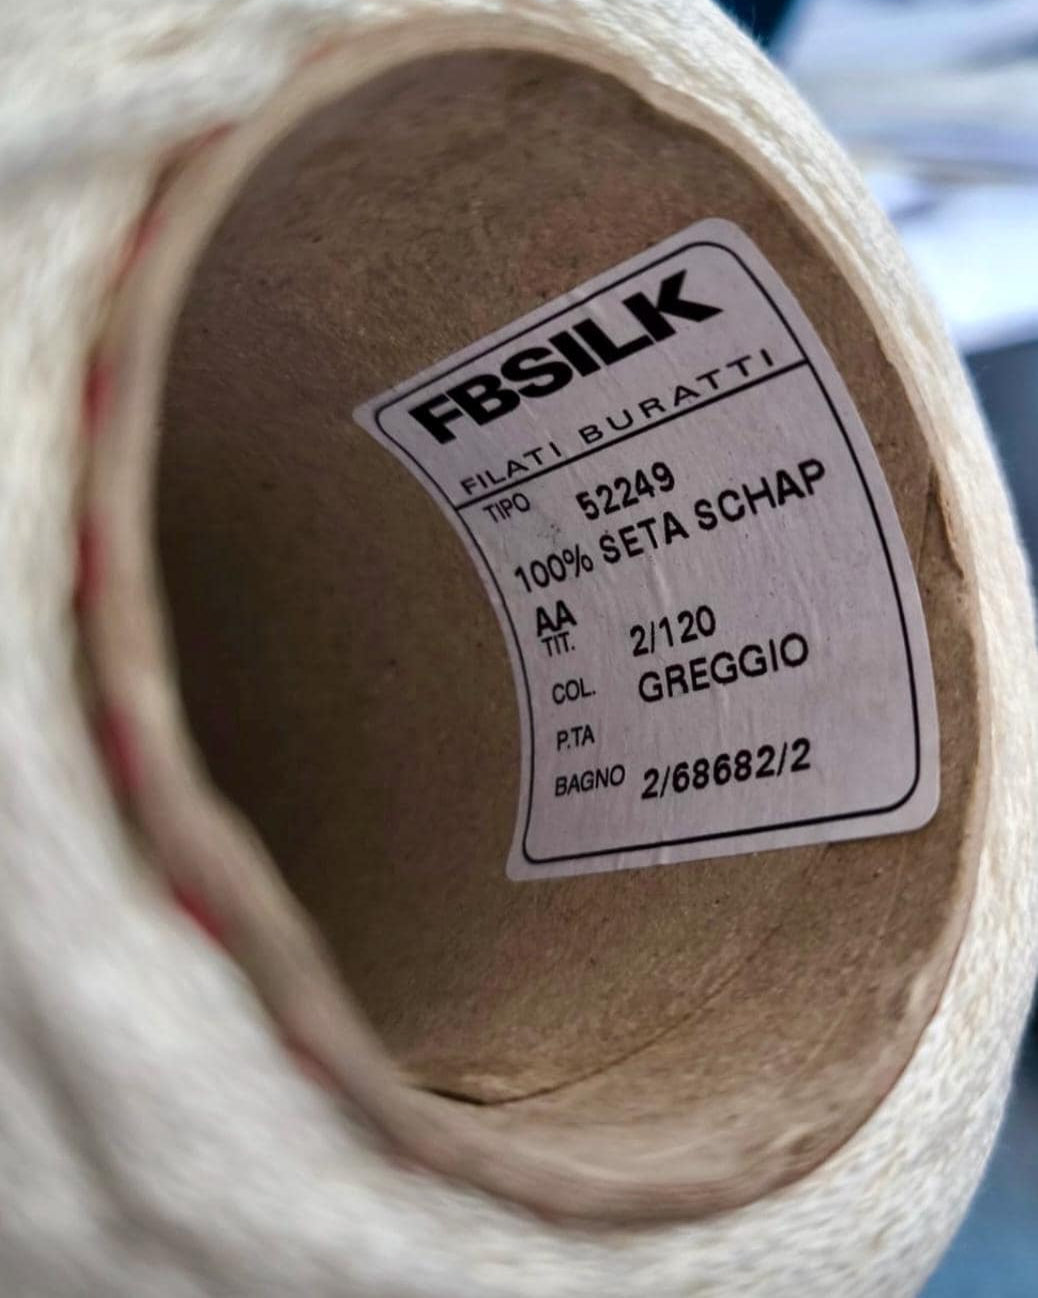 FBSILK
FILATI BURATTI
TIPO 52249
100% SETA SCHAP
AA
TIT. 2/120
COL. GREGGIO
P.TA
BAGNO 2/68682/2